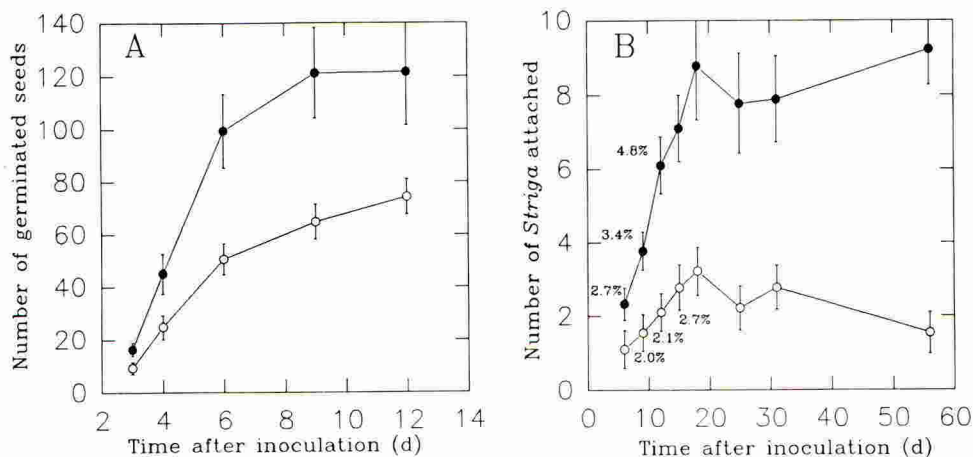 A
Number of germinated seeds
140
120
100
80
60
40
20
0
2 4 6 8 10 12 14
Time after inoculation (d)
B
Number of Striga attached
10
8
6
4
2
0
4.8%
3.4%
2.7%
2.7%
2.1%
2.0%
0 10 20 30 40 50 60
Time after inoculation (d)